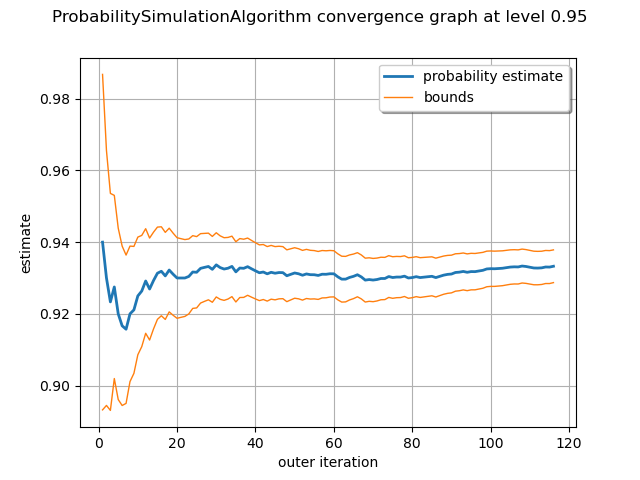 ProbabilitySimulationAlgorithm convergence graph at level 0.95
probability estimate
bounds
0.98
0.96
0.94
0.92
0.90
estimate
0 20 40 60 80 100 120
outer iteration